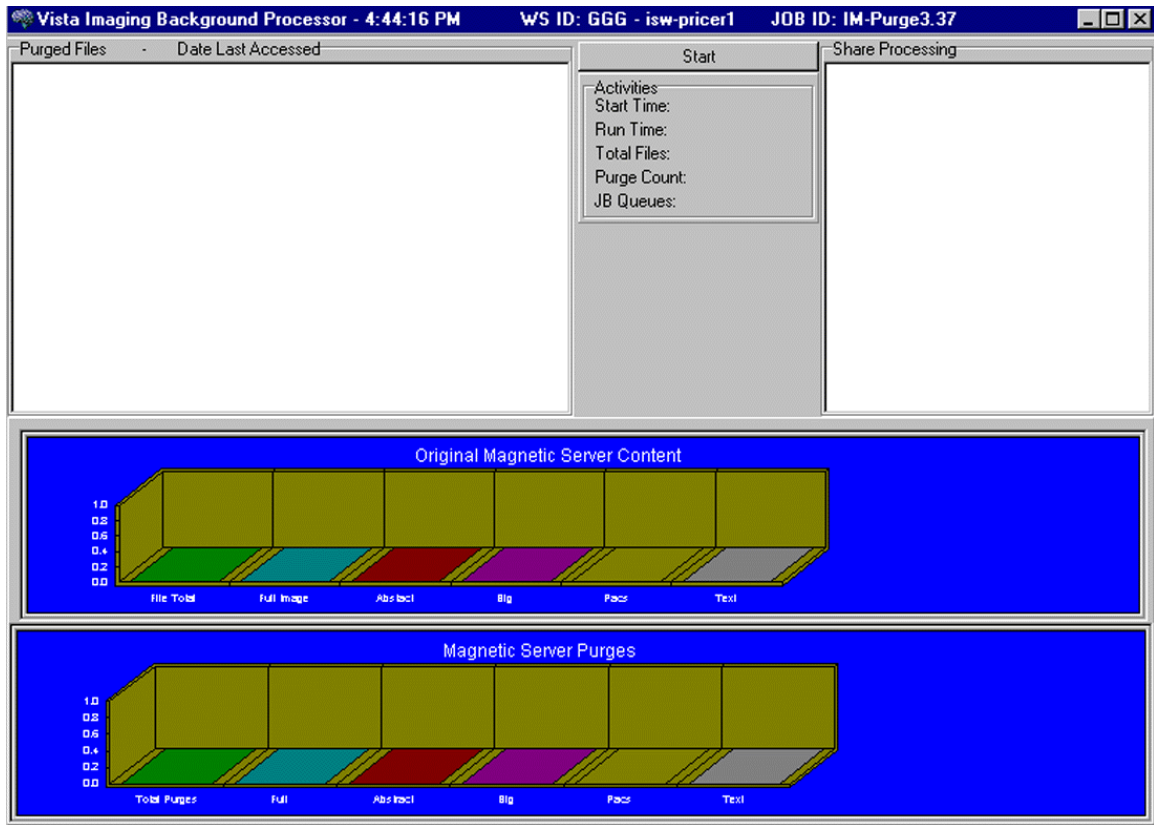 Vista Imaging Background Processor - 4:44:16 PM WS ID: GGG - isw-pricer1 JOB ID: IM-Purge3.37
Purged Files - Date Last Accessed
Start
Share Processing
Activities
Start Time:
Run Time:
Total Files:
Purge Count:
JB Queues:
Original Magnetic Server Content
1.0
0.8
0.6
0.4
0.2
0.0
File Total Full Image Abstact Big Pacs Text
Magnetic Server Purges
1.0
0.8
0.6
0.4
0.2
0.0
Total Purges Full Abstract Big Pacs Text